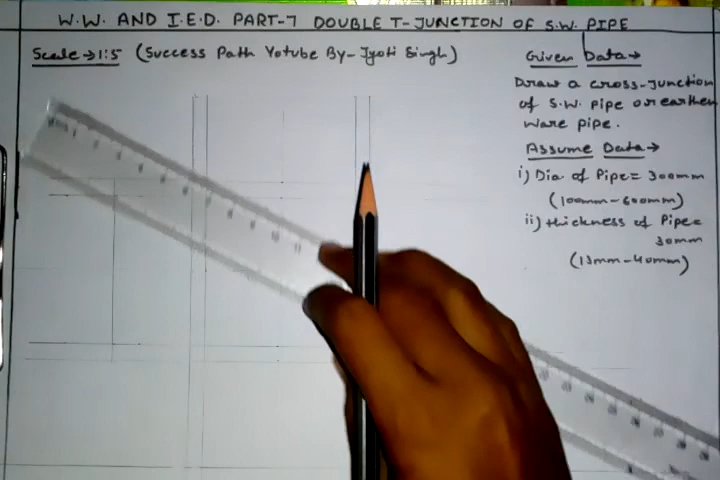 W.W. AND I.E.D. PART-7 DOUBLE T-JUNCTION OF S.W. PIPE
Scale→1:5 (Success Path Yotube By-Jyoti Singh)
Given Data→
Draw a cross-junction
of S.W. Pipe or earthen
ware pipe.
Assume Data→
i) Dia. of Pipe= 300mm
(100mm-600mm)
ii) thickness of Pipe=
30mm
(13mm-40mm)